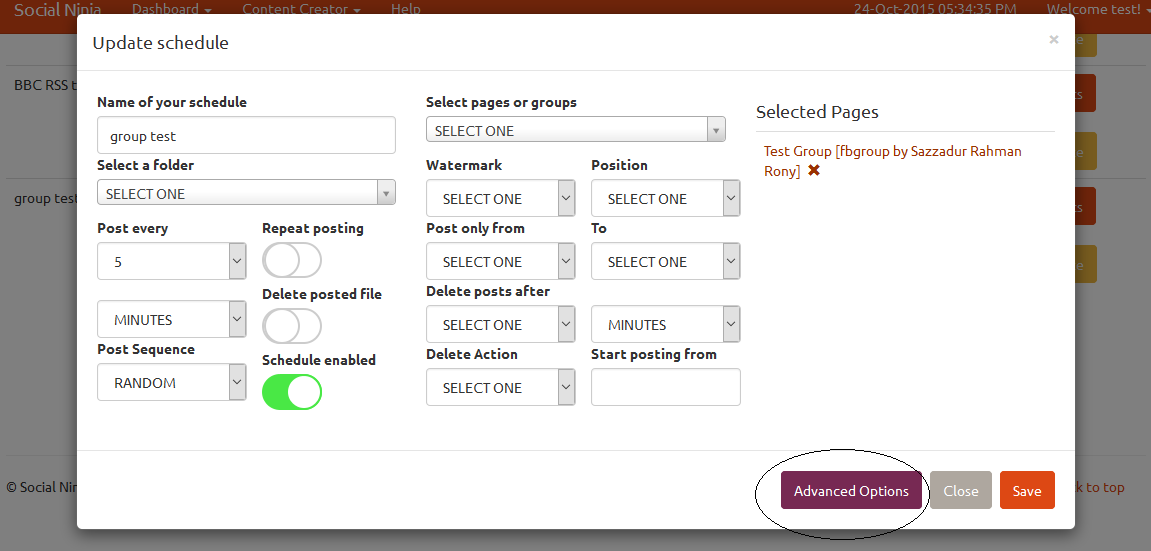 Social Ninja Dashboard Content Creator Help 24-Oct-2015 05:34:35 PM Welcome test!
Update schedule ×
BBC RSS t
group test
© Social Nin
k to top
Name of your schedule
group test
Select a folder
SELECT ONE
Post every
5
MINUTES
Post Sequence
RANDOM
Repeat posting
Delete posted file
Schedule enabled
Select pages or groups
SELECT ONE
Watermark Position
SELECT ONE SELECT ONE
Post only from To
SELECT ONE SELECT ONE
Delete posts after
SELECT ONE MINUTES
Delete Action Start posting from
SELECT ONE
Selected Pages
Test Group [fbgroup by Sazzadur Rahman
Rony] ✖
Advanced Options Close Save